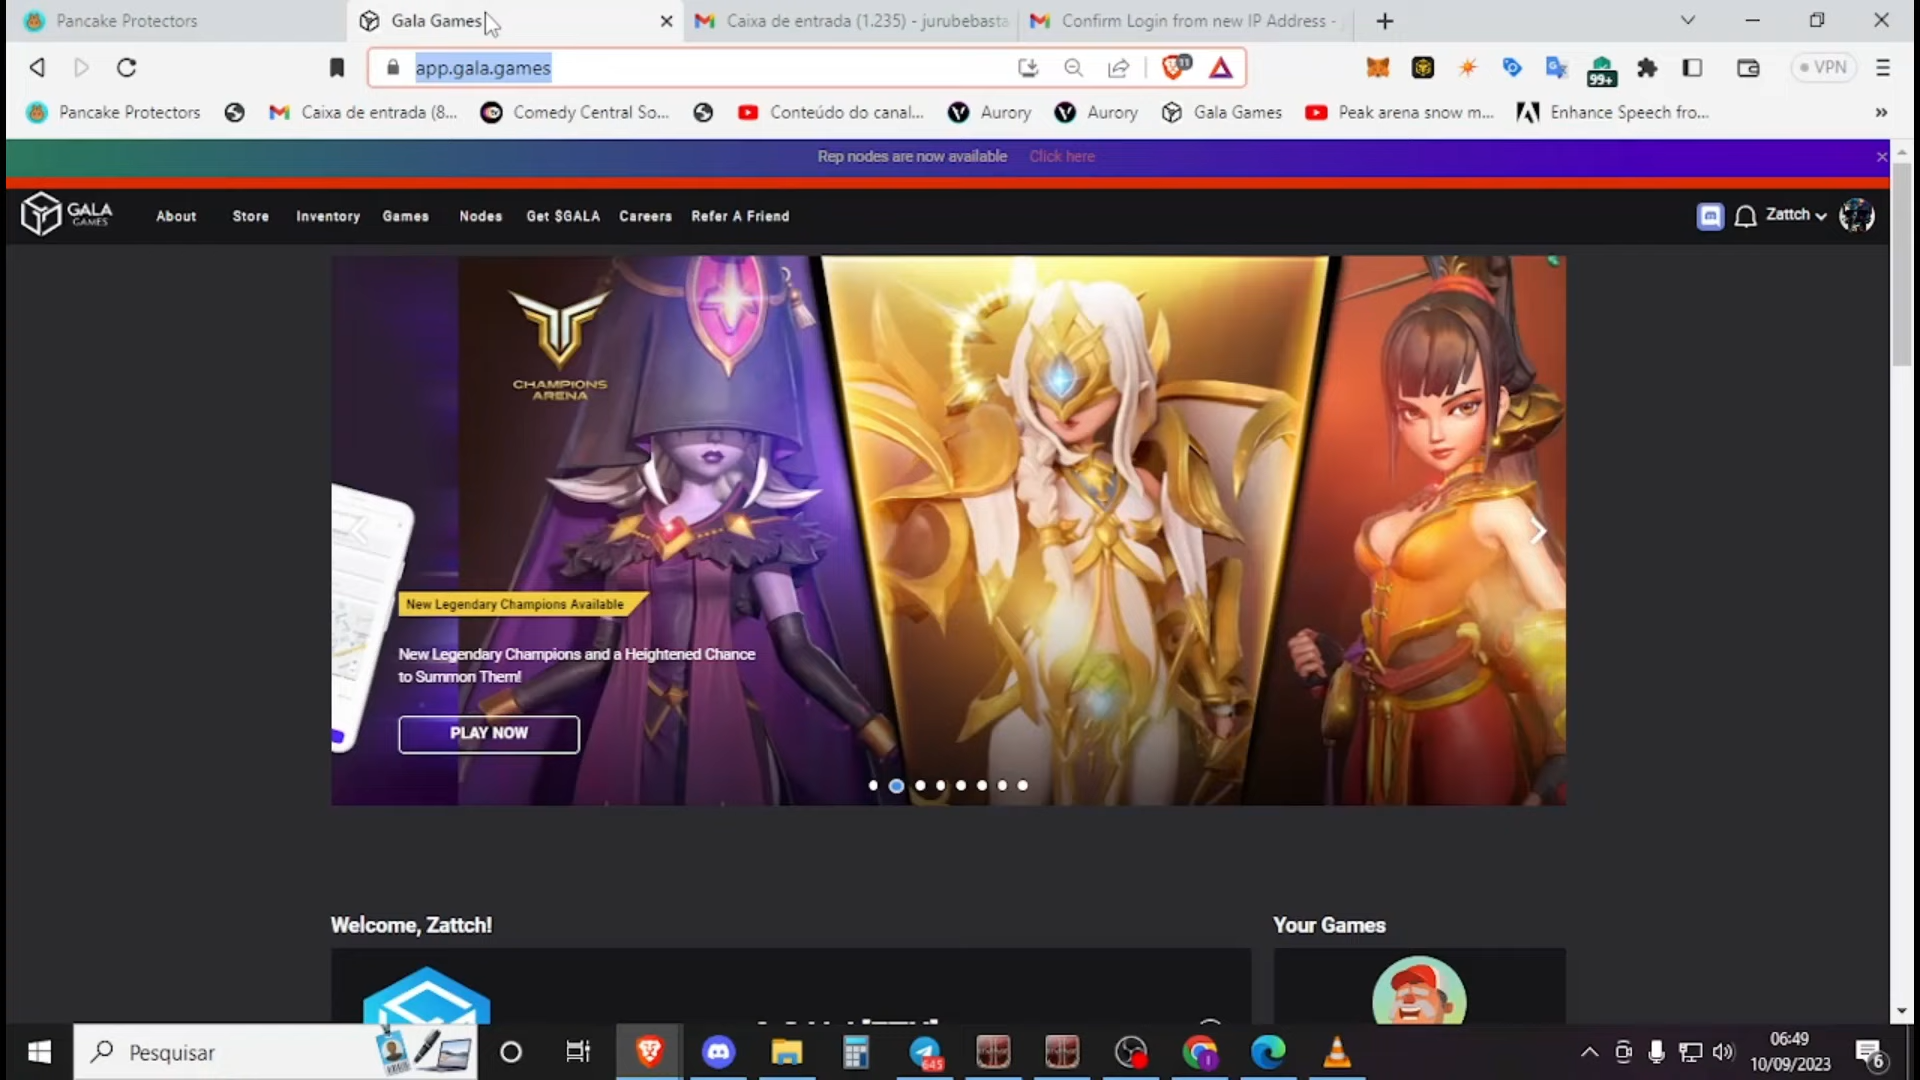 Pancake Protectors
Gala Games
Caixa de entrada (1.235) - jurubebasta
Confirm Login from new IP Address -
app.gala.games
11
99+
VPN
Pancake Protectors
Caixa de entrada (8...
Comedy Central So...
Conteúdo do canal...
Aurory
Aurory
Gala Games
Peak arena snow m...
Enhance Speech fro...
Rep nodes are now available Click here
GALA
GAMES
About
Store
Inventory
Games
Nodes
Get $GALA
Careers
Refer A Friend
Zattch
CHAMPIONS
ARENA
New Legendary Champions Available
New Legendary Champions and a Heightened Chance
to Summon Them!
PLAY NOW
Welcome, Zattch!
Your Games
Pesquisar
645
06:49
10/09/2023
6